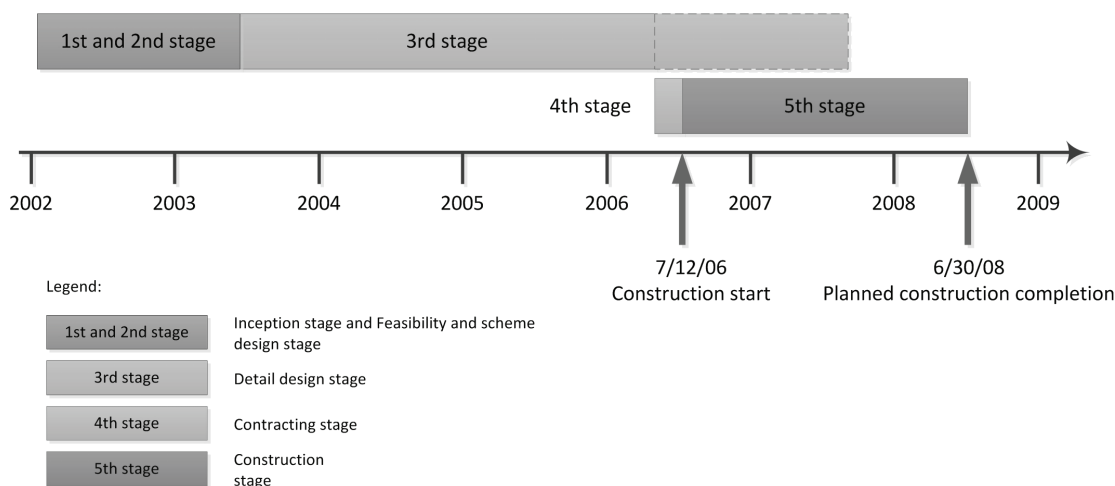 1st and 2nd stage
3rd stage
4th stage
5th stage
2002
2003
2004
2005
2006
2007
2008
2009
7/12/06
Construction start
6/30/08
Planned construction completion
Legend:
1st and 2nd stage
Inception stage and Feasibility and scheme
design stage
3rd stage
Detail design stage
4th stage
Contracting stage
5th stage
Construction
stage